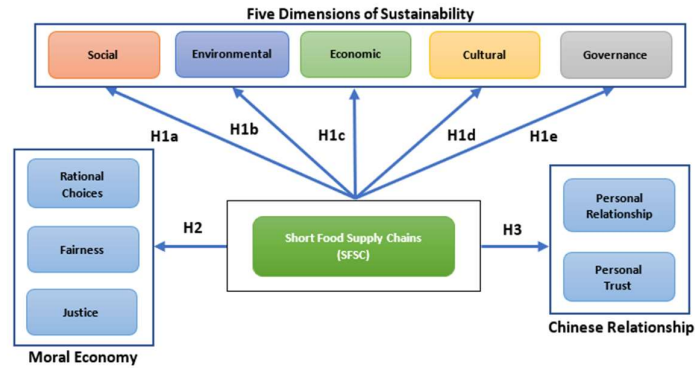 Five Dimensions of Sustainability
Social
Environmental
Economic
Cultural
Governance
H1a
H1b
H1c
H1d
H1e
Rational
Choices
Fairness
Justice
Moral Economy
H2
Short Food Supply Chains
(SFSC)
H3
Personal
Relationship
Personal
Trust
Chinese Relationship